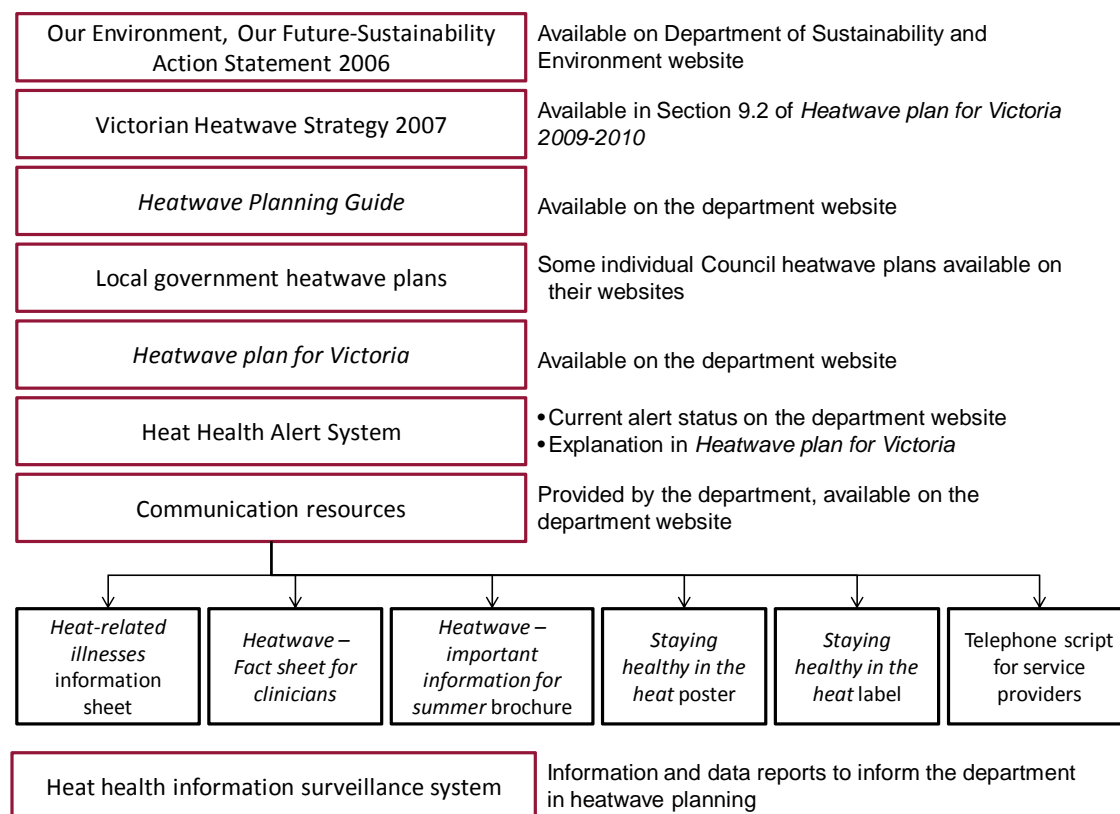 Our Environment, Our Future-Sustainability
Action Statement 2006
Available on Department of Sustainability and
Environment website
Victorian Heatwave Strategy 2007
Available in Section 9.2 of Heatwave plan for Victoria
2009-2010
Heatwave Planning Guide
Available on the department website
Local government heatwave plans
Some individual Council heatwave plans available on
their websites
Heatwave plan for Victoria
Available on the department website
Heat Health Alert System
•Current alert status on the department website
•Explanation in Heatwave plan for Victoria
Communication resources
Provided by the department, available on the
department website
Heat-related
illnesses
information
sheet
Heatwave –
Fact sheet for
clinicians
Heatwave –
important
information for
summer brochure
Staying
healthy in the
heat poster
Staying
healthy in the
heat label
Telephone script
for service
providers
Heat health information surveillance system
Information and data reports to inform the department
in heatwave planning